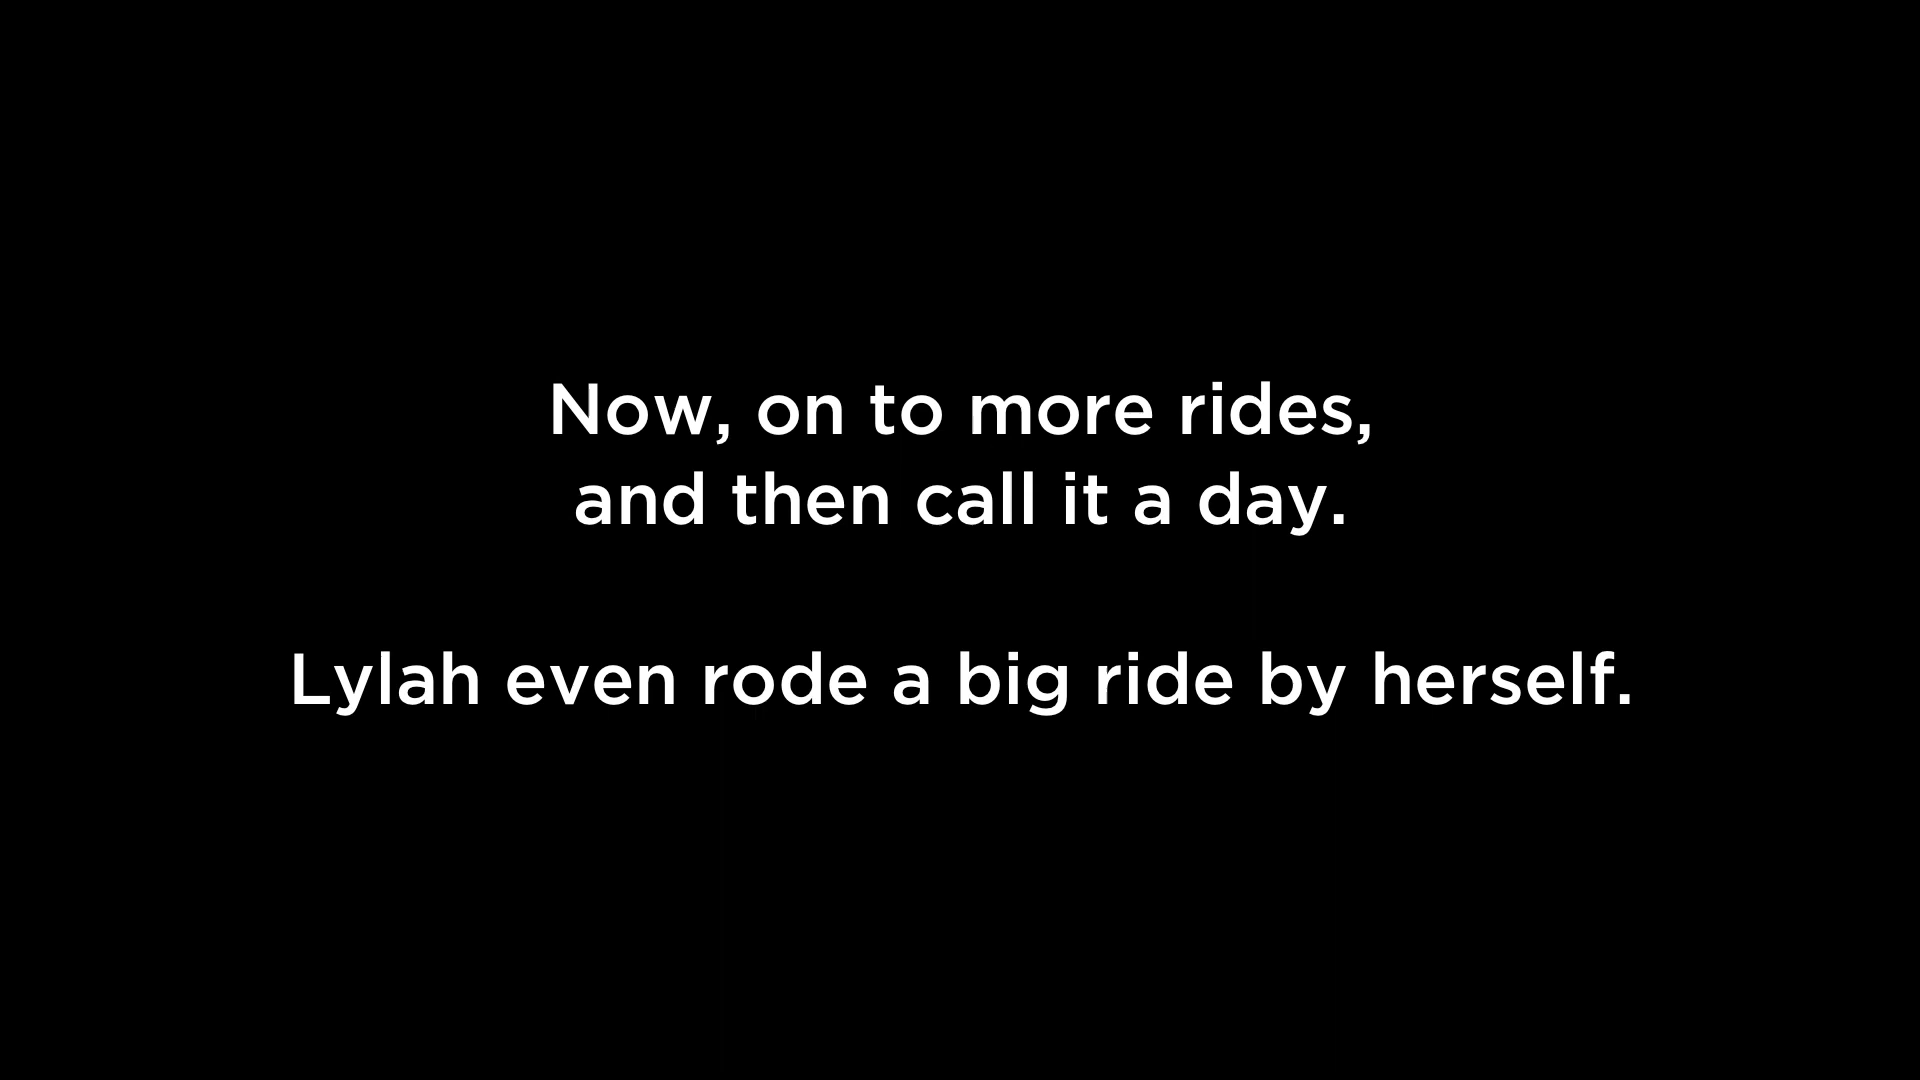 Now, on to more rides,
and then call it a day.
Lylah even rode a big ride by herself.